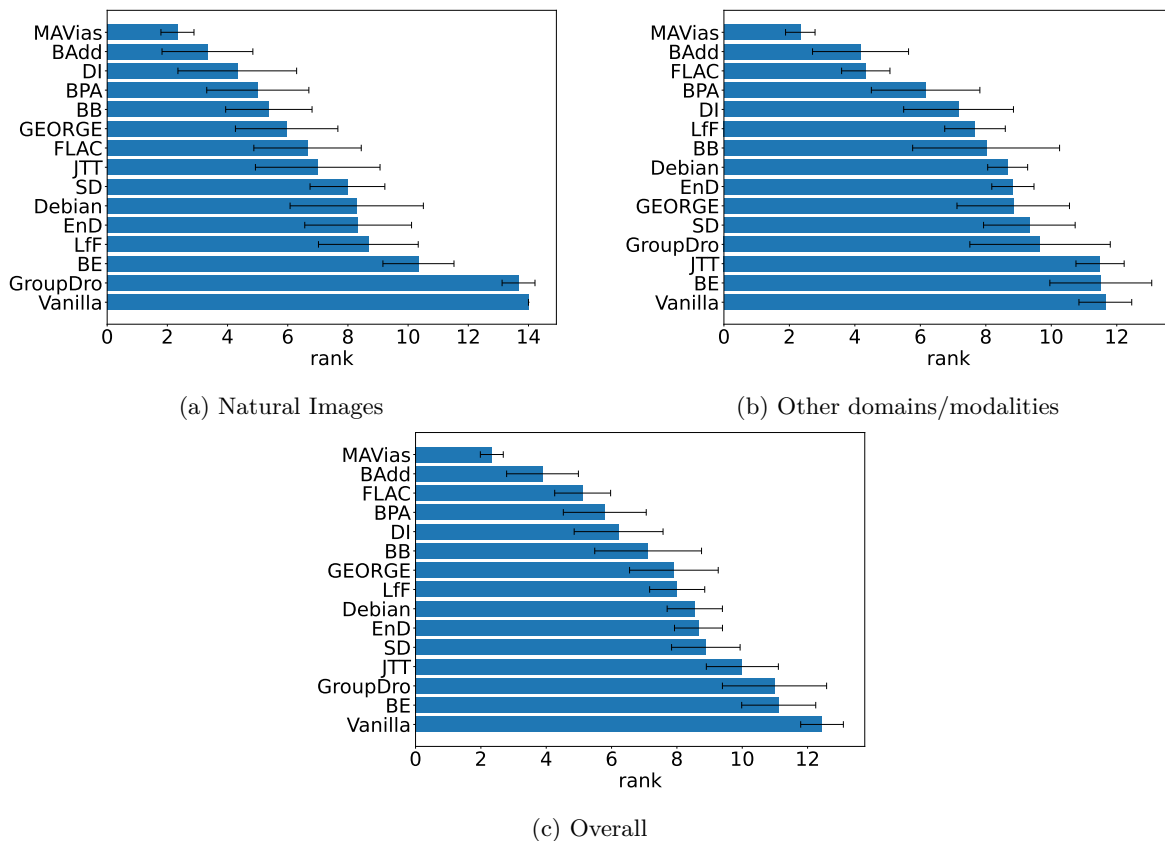 MAVias
BAdd
DI
BPA
BB
GEORGE
FLAC
JTT
SD
Debian
EnD
LfF
BE
GroupDro
Vanilla
0 2 4 6 8 10 12 14
rank
(a) Natural Images
MAVias
BAdd
FLAC
BPA
DI
LfF
BB
Debian
EnD
GEORGE
SD
GroupDro
JTT
BE
Vanilla
0 2 4 6 8 10 12
rank
(b) Other domains/modalities
MAVias
BAdd
FLAC
BPA
DI
BB
GEORGE
LfF
Debian
EnD
SD
JTT
GroupDro
BE
Vanilla
0 2 4 6 8 10 12
rank
(c) Overall